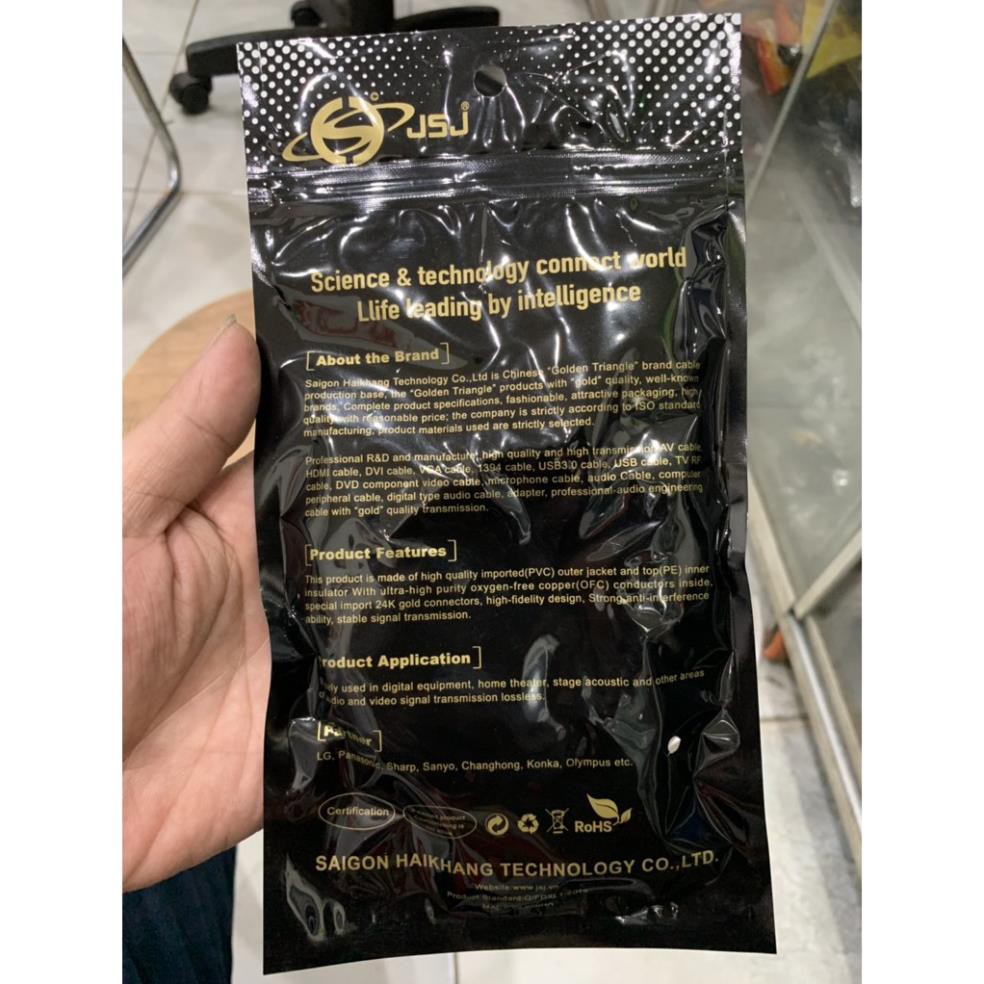 JSJ®
Science & technology connect world
Llife leading by intelligence
[About the Brand]
Saigon Haikhang Technology Co.,Ltd is Chinese "Golden Triangle" brand cable
production base, the "Golden Triangle" products with "gold" quality, well-known
brands, Complete product specifications, fashionable, attractive packaging, high
quality with reasonable price; the company is strictly according to ISO standard
manufacturing, product materials used are strictly selected.
Professional R&D and manufacturer high quality and high transmission AV cable,
HDMI cable, DVI cable, VGA cable, 1394 cable, USB3.0 cable, USB cable, TV RF
cable, DVD component video cable, microphone cable, audio Cable, computer
peripheral cable, digital type audio cable, adapter, professional-audio engineering
cable with "gold" quality transmission.
[Product Features]
This product is made of high quality imported(PVC) outer jacket and top(PE) inner
insulator With ultra-high purity oxygen-free copper(OFC) conductors inside,
special import 24K gold connectors, high-fidelity design, Strong anti-interference
ability, stable signal transmission.
Product Application]
used in digital equipment, home theater, stage acoustic and other areas
audio and video signal transmission lossless.
[Partner]
LG, Panasonic, Sharp, Sanyo, Changhong, Konka, Olympus etc.
Certification
product
RoHS
SAIGON HAIKHANG TECHNOLOGY CO.,LTD.
Website:www.jsj.vn
Product Standard: